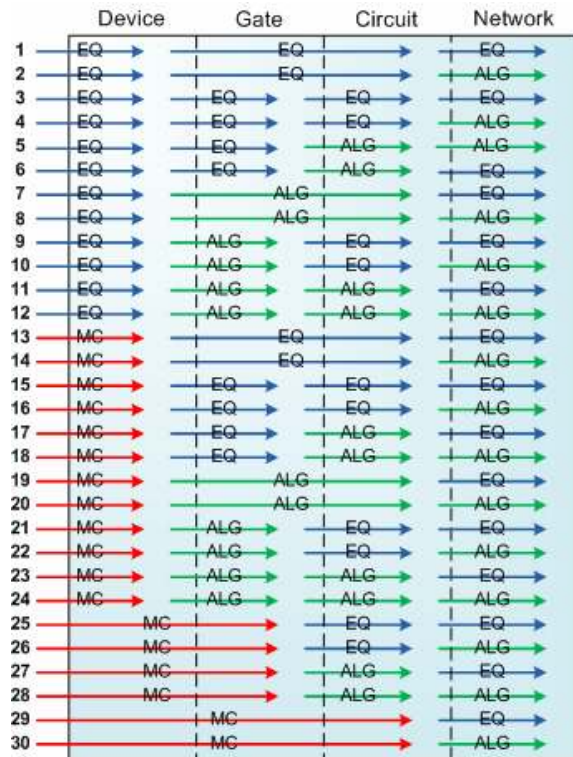 Device Gate Circuit Network
1 EQ EQ EQ
2 EQ EQ ALG
3 EQ EQ EQ EQ
4 EQ EQ EQ ALG
5 EQ EQ ALG ALG
6 EQ EQ ALG EQ
7 EQ ALG EQ
8 EQ ALG ALG
9 EQ ALG EQ EQ
10 EQ ALG EQ ALG
11 EQ ALG ALG EQ
12 EQ ALG ALG ALG
13 MC EQ EQ
14 MC EQ ALG
15 MC EQ EQ EQ
16 MC EQ EQ ALG
17 MC EQ ALG EQ
18 MC EQ ALG ALG
19 MC ALG EQ
20 MC ALG ALG
21 MC ALG EQ EQ
22 MC ALG EQ ALG
23 MC ALG ALG EQ
24 MC ALG ALG ALG
25 MC EQ EQ
26 MC EQ ALG
27 MC ALG EQ
28 MC ALG ALG
29 MC EQ
30 MC ALG